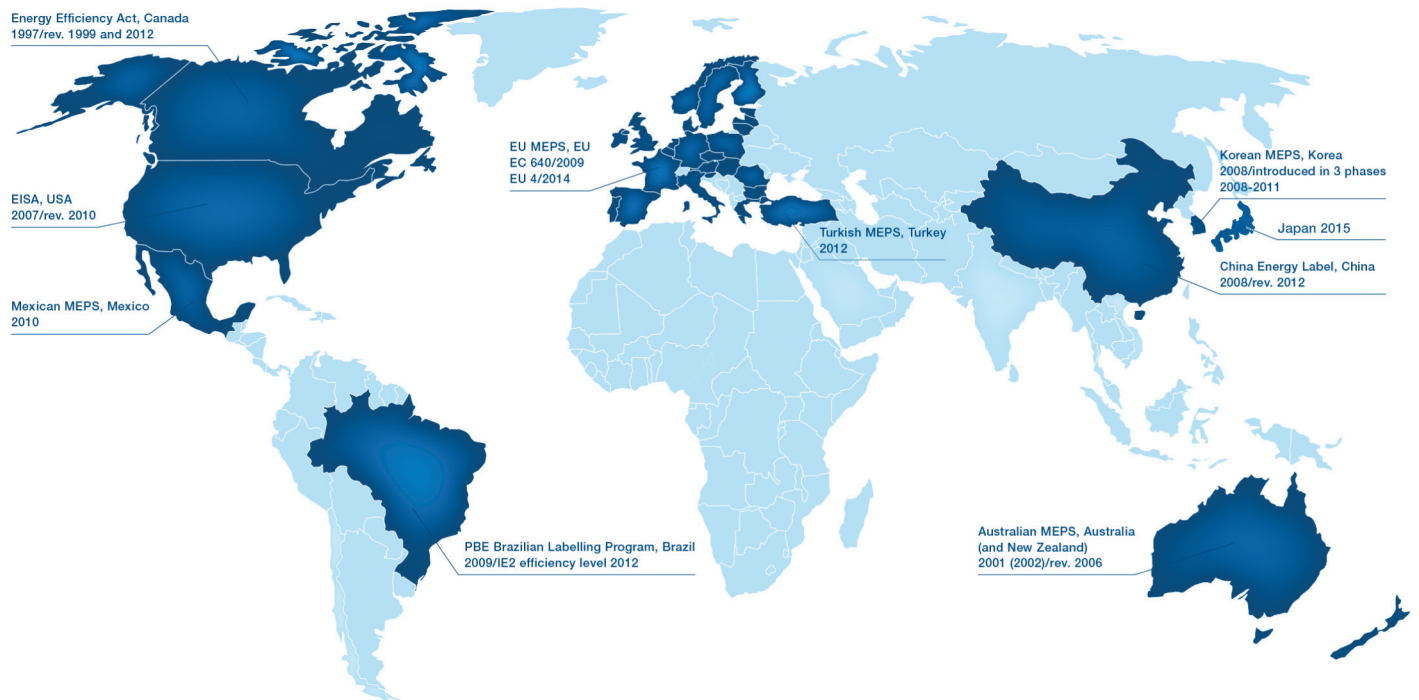 Energy Efficiency Act, Canada
1997/rev. 1999 and 2012
EISA, USA
2007/rev. 2010
Mexican MEPS, Mexico
2010
PBE Brazilian Labelling Program, Brazil
2009/IE2 efficiency level 2012
EU MEPS, EU
EC 640/2009
EU 4/2014
Turkish MEPS, Turkey
2012
Korean MEPS, Korea
2008/introduced in 3 phases
2008-2011
Japan 2015
China Energy Label, China
2008/rev. 2012
Australian MEPS, Australia
(and New Zealand)
2001 (2002)/rev. 2006